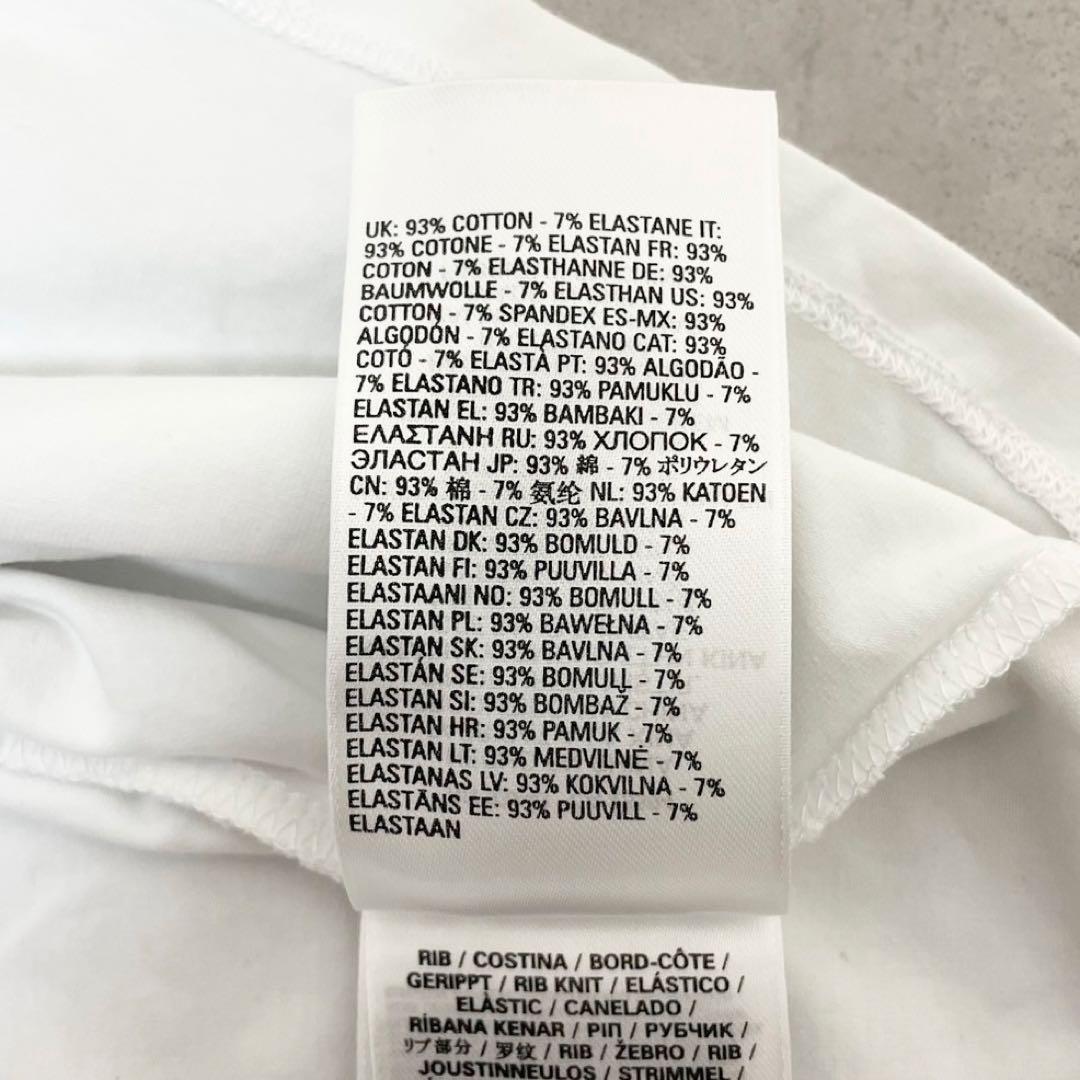 UK: 93% COTTON - 7% ELASTANE IT:
93% COTONE - 7% ELASTAN FR: 93%
COTON - 7% ELASTHANNE DE: 93%
BAUMWOLLE - 7% ELASTHAN US: 93%
COTTON - 7% SPANDEX ES-MX: 93%
ALGODÓN - 7% ELASTANO CAT: 93%
COTÓ - 7% ELASTÀ PT: 93% ALGODÃO -
7% ELASTANO TR: 93% PAMUKLU - 7%
ELASTAN EL: 93% BAMBAKI - 7%
ΕΛΑΣΤΑΝΗ RU: 93% ХЛОПОК - 7%
ЭЛАСТАН JP: 93% 綿 - 7% ポリウレタン
CN: 93% 棉 - 7% 氨纶 NL: 93% KATOEN
- 7% ELASTAN CZ: 93% BAVLNA - 7%
ELASTAN DK: 93% BOMULD - 7%
ELASTAN FI: 93% PUUVILLA - 7%
ELASTAANI NO: 93% BOMULL - 7%
ELASTAN PL: 93% BAWEŁNA - 7%
ELASTAN SK: 93% BAVLNA - 7%
ELASTÁN SE: 93% BOMULL - 7%
ELASTAN SI: 93% BOMBAŽ - 7%
ELASTAN HR: 93% PAMUK - 7%
ELASTAN LT: 93% MEDVILNĖ - 7%
ELASTANAS LV: 93% KOKVILNA - 7%
ELASTĀNS EE: 93% PUUVILL - 7%
ELASTAAN
RIB / COSTINA / BORD-CÔTE /
GERIPPT / RIB KNIT / ELÁSTICO /
ELÀSTIC / CANELADO /
RİBANA KENAR / ΡΙΠ / РУБЧИК /
リブ部分 / 罗纹 / RIB / ŽEBRO / RIB /
JOUSTINNEULOS / STRIMMEL /